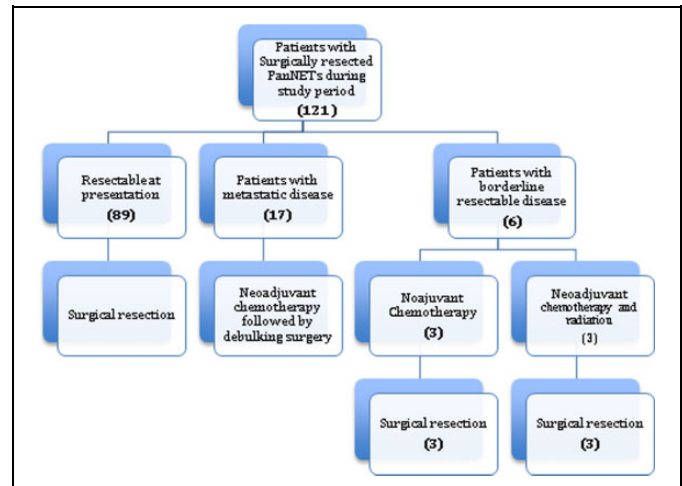 Patients with
Surgically resected
PanNETs during
study period
(121)
Resectable at
presentation
(89)
Patients with
metastatic disease
(17)
Patients with
borderline
resectable disease
(6)
Surgical resection
Neoadjuvant
chemotherapy
followed by
debulking surgery
Noajuvant
Chemotherapy
(3)
Neoadjuvant
chemotherapy and
radiation
(3)
Surgical resection
(3)
Surgical resection
(3)